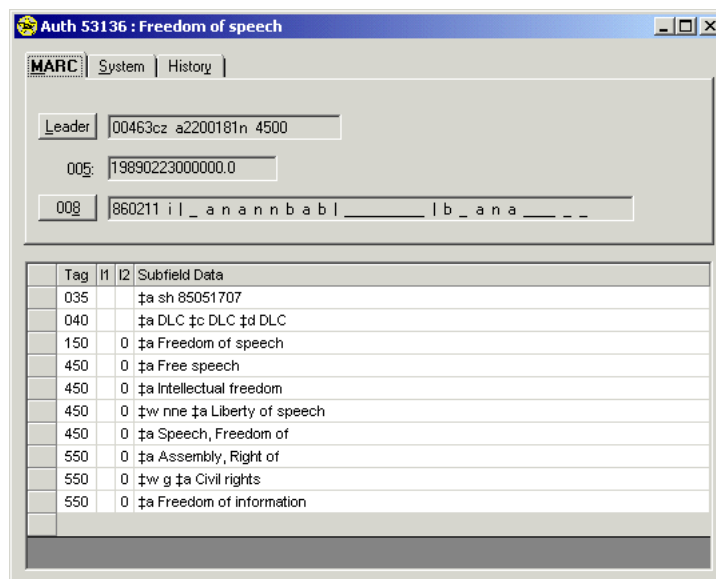 Auth 53136 : Freedom of speech
MARC System History
Leader 00463cz a2200181n 4500
005: 19890223000000.0
008 860211 i | _ a n a n n b a b | _________ | b _ a n a ___ _ _
Tag I1 I2 Subfield Data
035 ‡a sh 85051707
040 ‡a DLC ‡c DLC ‡d DLC
150 0 ‡a Freedom of speech
450 0 ‡a Free speech
450 0 ‡a Intellectual freedom
450 0 ‡w nne ‡a Liberty of speech
450 0 ‡a Speech, Freedom of
550 0 ‡a Assembly, Right of
550 0 ‡w g ‡a Civil rights
550 0 ‡a Freedom of information